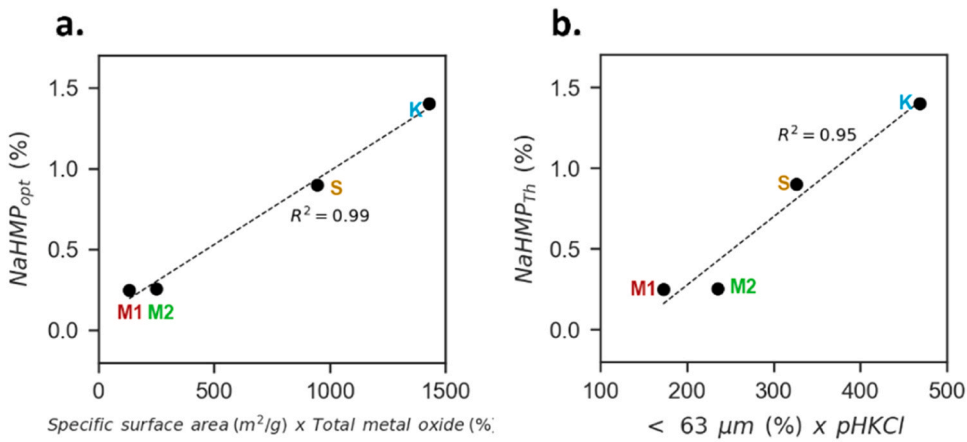 a.
NaHMPopt (%)
1.5
1.0
0.5
0.0
K
S
R² = 0.99
M1 M2
0 500 1000 1500
Specific surface area (m²/g) x Total metal oxide (%)
b.
NaHMPTh (%)
1.5
1.0
0.5
0.0
K
R² = 0.95
S
M1 M2
100 200 300 400 500
< 63 μm (%) x pHKCl